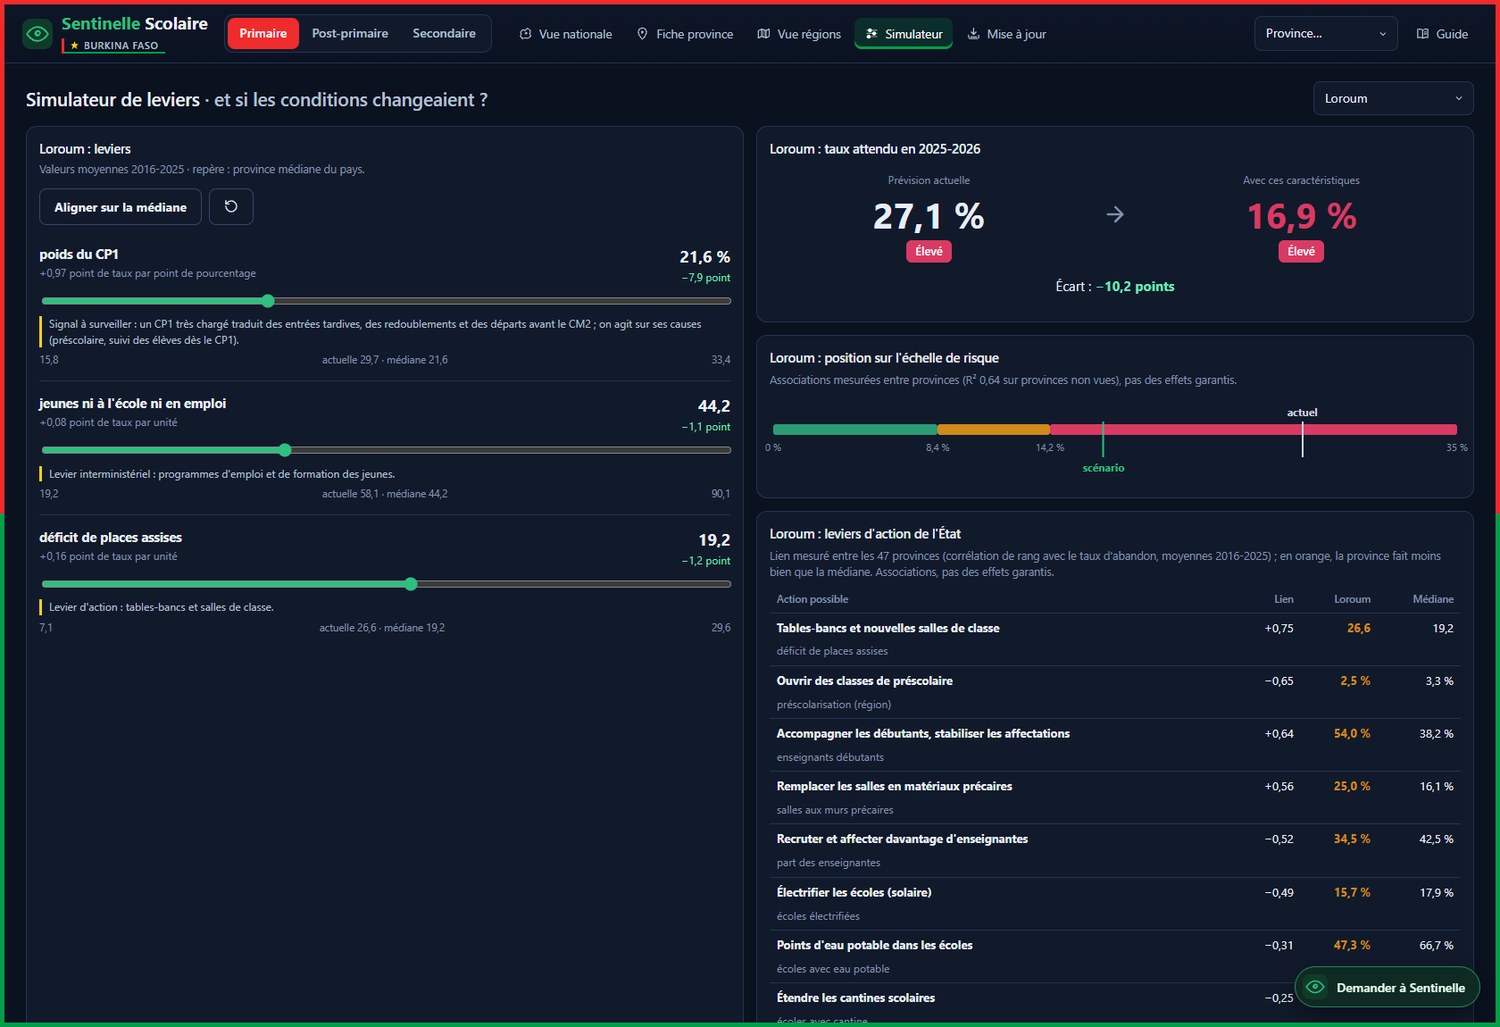 Sentinelle Scolaire
★ BURKINA FASO
Primaire
Post-primaire
Secondaire
Vue nationale
Fiche province
Vue régions
Simulateur
Mise à jour
Province...
Guide
Simulateur de leviers · et si les conditions changeaient ?
Loroum
Loroum : leviers
Valeurs moyennes 2016-2025 · repère : province médiane du pays.
Aligner sur la médiane
poids du CP1
21,6 %
+0,97 point de taux par point de pourcentage
−7,9 point
Signal à surveiller : un CP1 très chargé traduit des entrées tardives, des redoublements et des départs avant le CM2 ; on agit sur ses causes
(préscolaire, suivi des élèves dès le CP1).
15,8
actuelle 29,7 · médiane 21,6
33,4
jeunes ni à l'école ni en emploi
44,2
+0,08 point de taux par unité
−1,1 point
Levier interministériel : programmes d'emploi et de formation des jeunes.
19,2
actuelle 58,1 · médiane 44,2
90,1
déficit de places assises
19,2
+0,16 point de taux par unité
−1,2 point
Levier d'action : tables-bancs et salles de classe.
7,1
actuelle 26,6 · médiane 19,2
29,6
Loroum : taux attendu en 2025-2026
Prévision actuelle
27,1 %
Élevé
Avec ces caractéristiques
16,9 %
Élevé
Écart : −10,2 points
Loroum : position sur l'échelle de risque
Associations mesurées entre provinces (R² 0,64 sur provinces non vues), pas des effets garantis.
actuel
0 %
8,4 %
14,2 %
35 %
scénario
Loroum : leviers d'action de l'État
Lien mesuré entre les 47 provinces (corrélation de rang avec le taux d'abandon, moyennes 2016-2025) ; en orange, la province fait moins
bien que la médiane. Associations, pas des effets garantis.
Action possible
Lien
Loroum
Médiane
Tables-bancs et nouvelles salles de classe
+0,75
26,6
19,2
déficit de places assises
Ouvrir des classes de préscolaire
−0,65
2,5 %
3,3 %
préscolarisation (région)
Accompagner les débutants, stabiliser les affectations
+0,64
54,0 %
38,2 %
enseignants débutants
Remplacer les salles en matériaux précaires
+0,56
25,0 %
16,1 %
salles aux murs précaires
Recruter et affecter davantage d'enseignantes
−0,52
34,5 %
42,5 %
part des enseignantes
Électrifier les écoles (solaire)
−0,49
15,7 %
17,9 %
écoles électrifiées
Points d'eau potable dans les écoles
−0,31
47,3 %
66,7 %
écoles avec eau potable
Étendre les cantines scolaires
−0,25
écoles avec cantine
Demander à Sentinelle